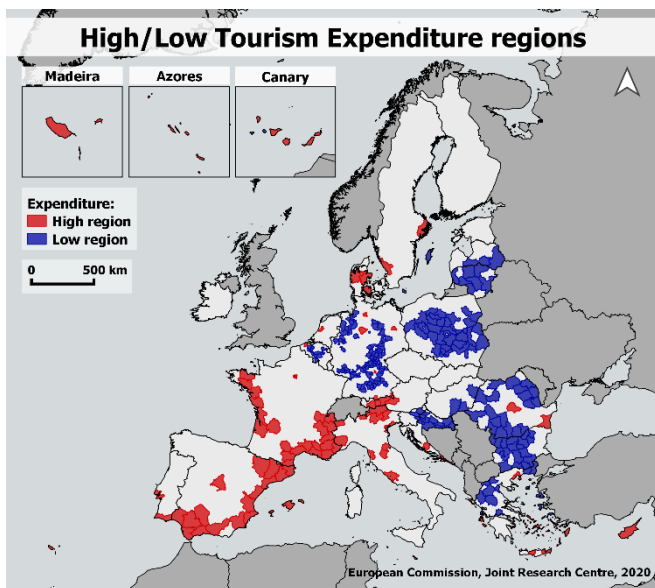 High/Low Tourism Expenditure regions
Madeira Azores Canary
Expenditure:
High region
Low region
0 500 km
European Commission, Joint Research Centre, 2020